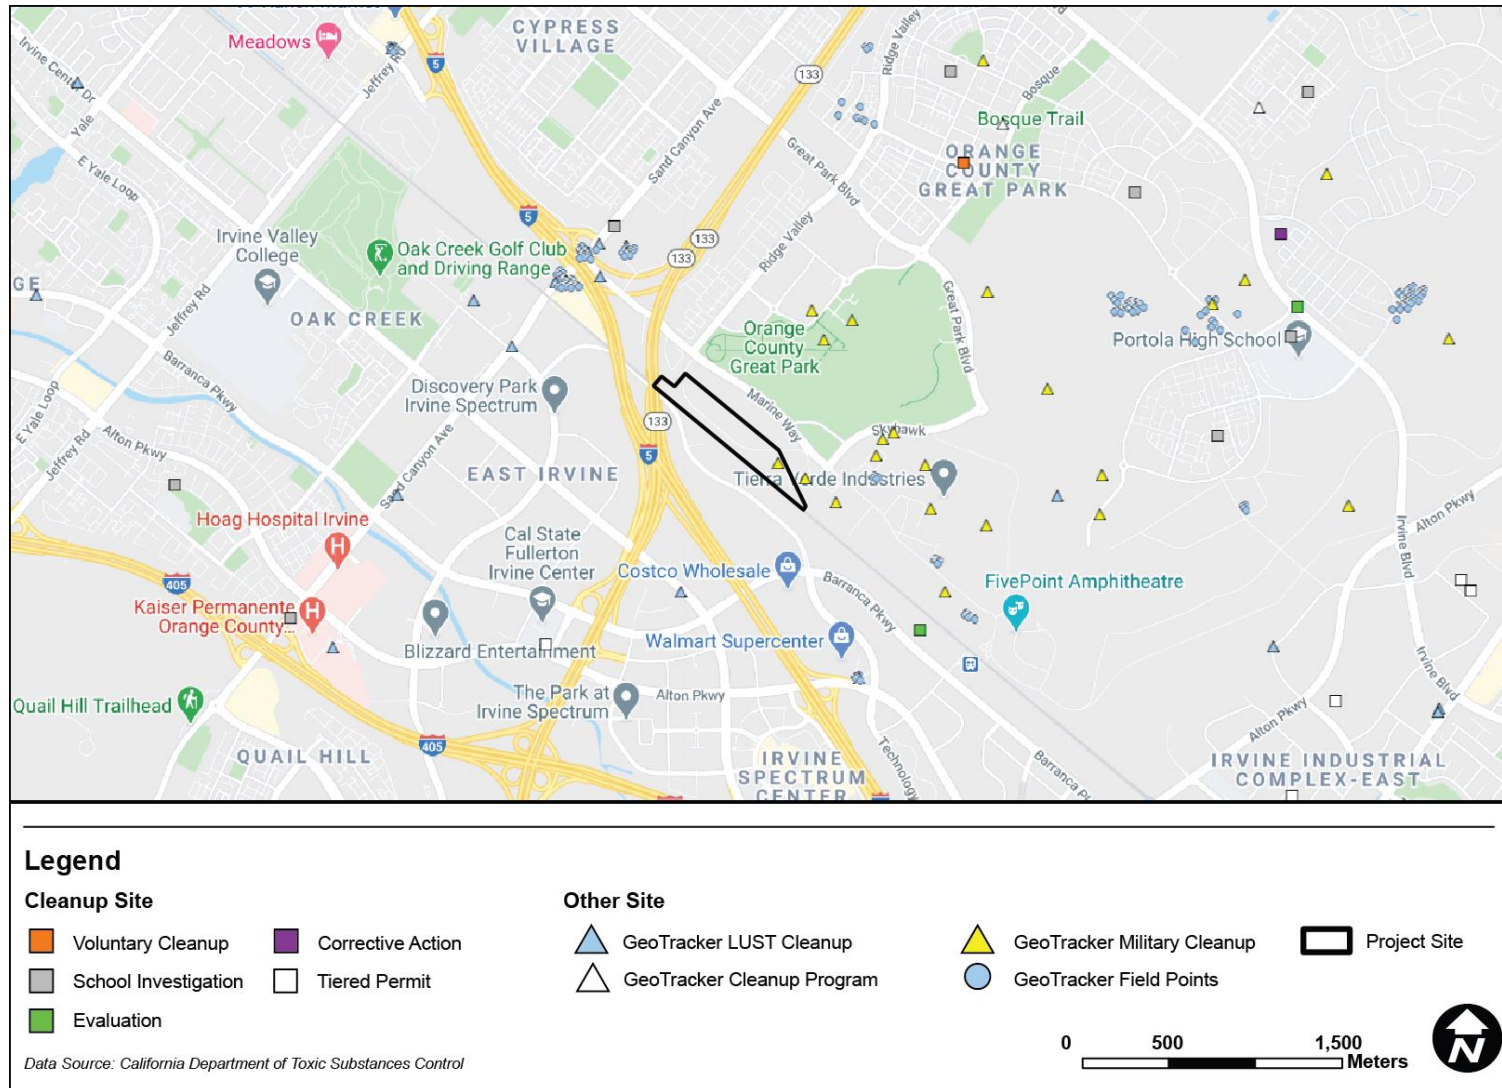 CYPRESS
VILLAGE
Meadows
Jeffrey Rd
5
133
Ridge Valley
Bosque
Irvine Center Dr
Yale
E Yale Loop
Sand Canyon Ave
Bosque Trail
Great Park Blvd
ORANGE
COUNTY
GREAT PARK
5
Irvine Valley
College
Oak Creek Golf Club
and Driving Range
133
133
Ridge Valley
GE
Jeffrey Rd
OAK CREEK
Great Park Blvd
Orange
County
Great Park
Portola High School
Barranca Pkwy
Discovery Park
Irvine Spectrum
Marine Way
E Yale Loop
Jeffrey Rd
Alton Pkwy
Sand Canyon Ave
133
5
Skyhawk
EAST IRVINE
Tierra Verde Industries
Hoag Hospital Irvine
Cal State
Fullerton
Irvine Center
Irvine Blvd
Alton Pkwy
405
Costco Wholesale
Barranca Pkwy
FivePoint Amphitheatre
Kaiser Permanente
Orange County...
Blizzard Entertainment
Walmart Supercenter
Quail Hill Trailhead
The Park at
Irvine Spectrum
Alton Pkwy
Irvine Blvd
Alton Pkwy
405
QUAIL HILL
Technology
Barranca
IRVINE
SPECTRUM
CENTER
IRVINE INDUSTRIAL
COMPLEX-EAST
Legend
Cleanup Site
Voluntary Cleanup
School Investigation
Evaluation
Corrective Action
Tiered Permit
Other Site
GeoTracker LUST Cleanup
GeoTracker Cleanup Program
GeoTracker Military Cleanup
GeoTracker Field Points
Project Site
Data Source: California Department of Toxic Substances Control
0 500 1,500
Meters
N